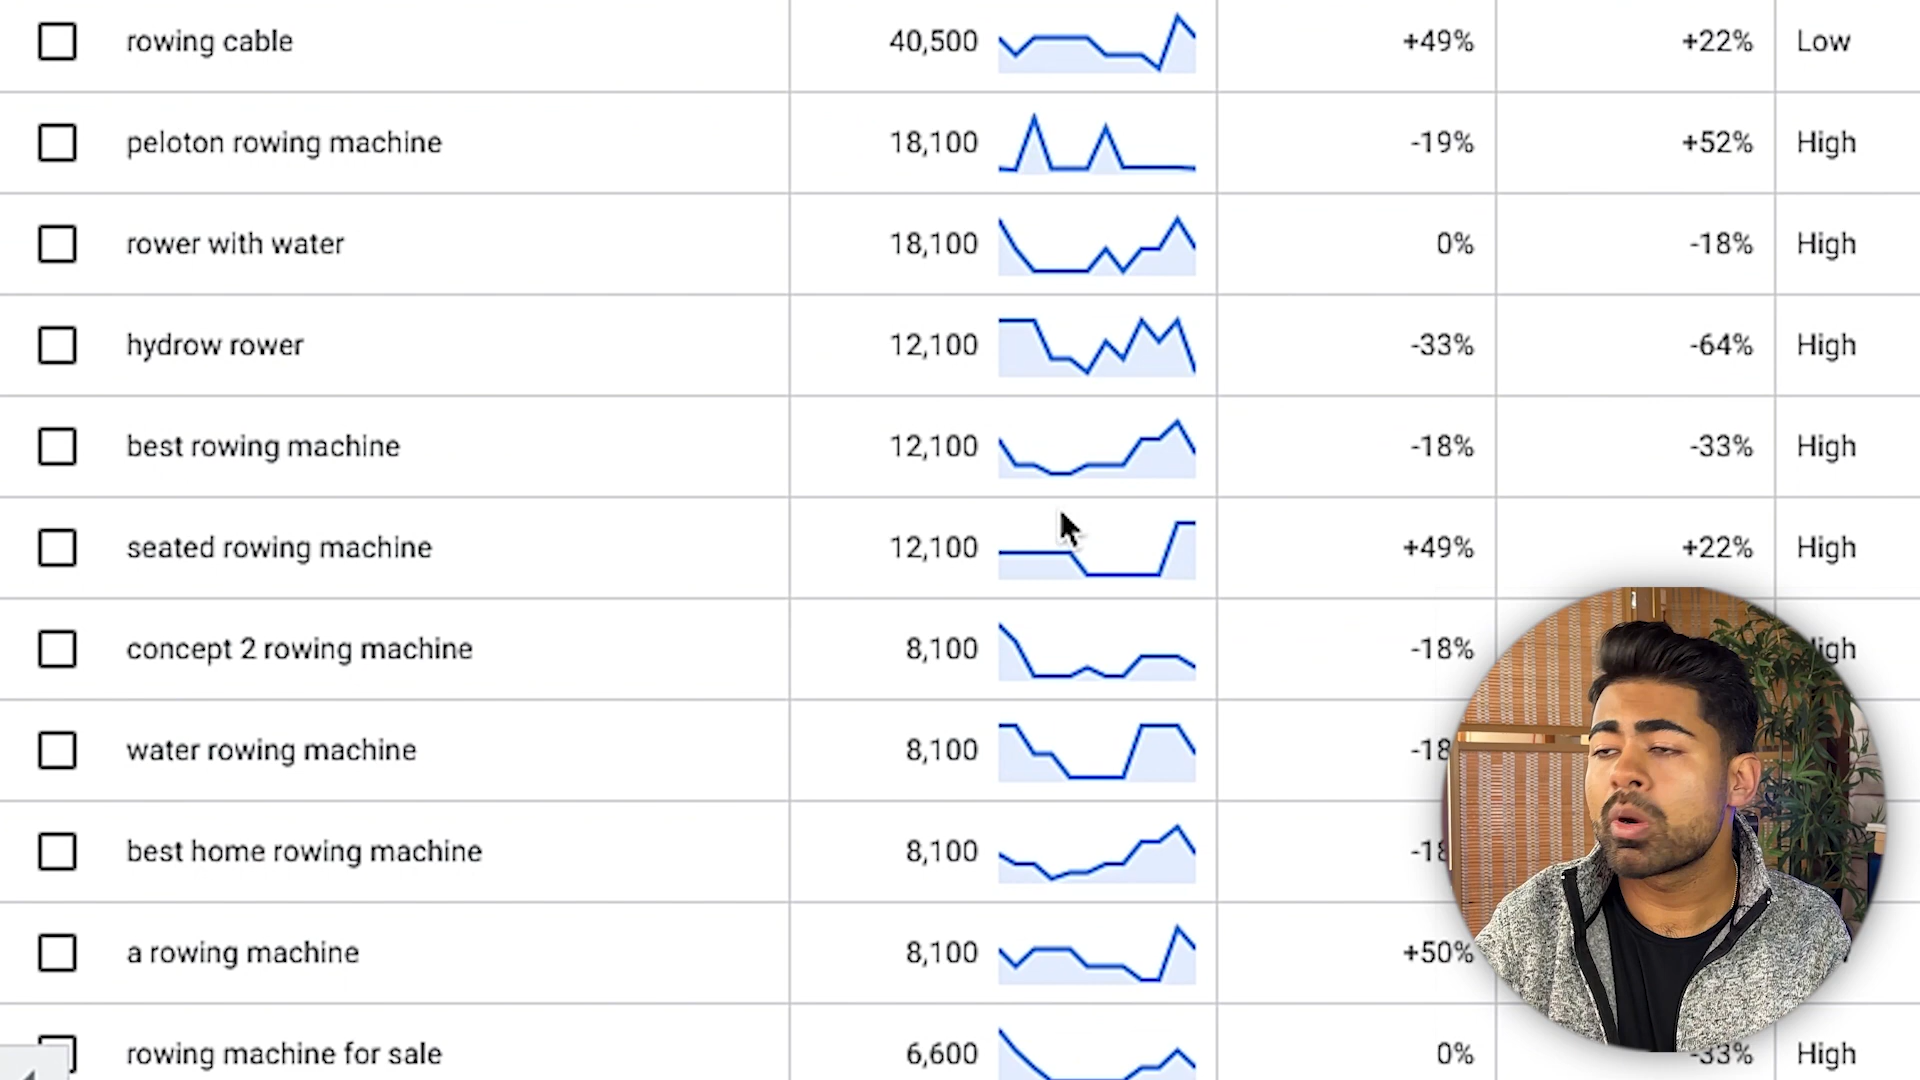 rowing cable 40,500 +49% +22% Low
peloton rowing machine 18,100 -19% +52% High
rower with water 18,100 0% -18% High
hydrow rower 12,100 -33% -64% High
best rowing machine 12,100 -18% -33% High
seated rowing machine 12,100 +49% +22% High
concept 2 rowing machine 8,100 -18%
water rowing machine 8,100
best home rowing machine 8,100
a rowing machine 8,100 +50%
rowing machine for sale 6,600 0% -33% High